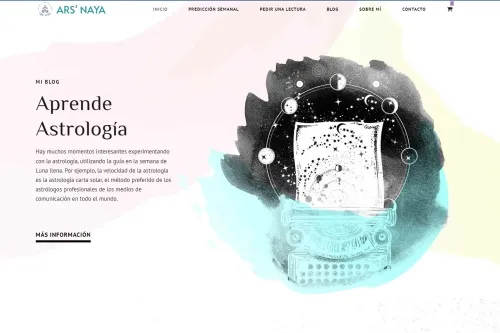 ARS' NAYA
INICIO PREDICCIÓN SEMANAL PEDIR UNA LECTURA BLOG SOBRE MÍ CONTACTO
MI BLOG
Aprende
Astrología
Hay muchos momentos interesantes experimentando
con la astrología, utilizando la guía en la semana de
Luna llena. Por ejemplo, la velocidad de la astrología
es la astrología carta solar, el método preferido de los
astrólogos profesionales de los medios de
comunicación en todo el mundo.
MÁS INFORMACIÓN